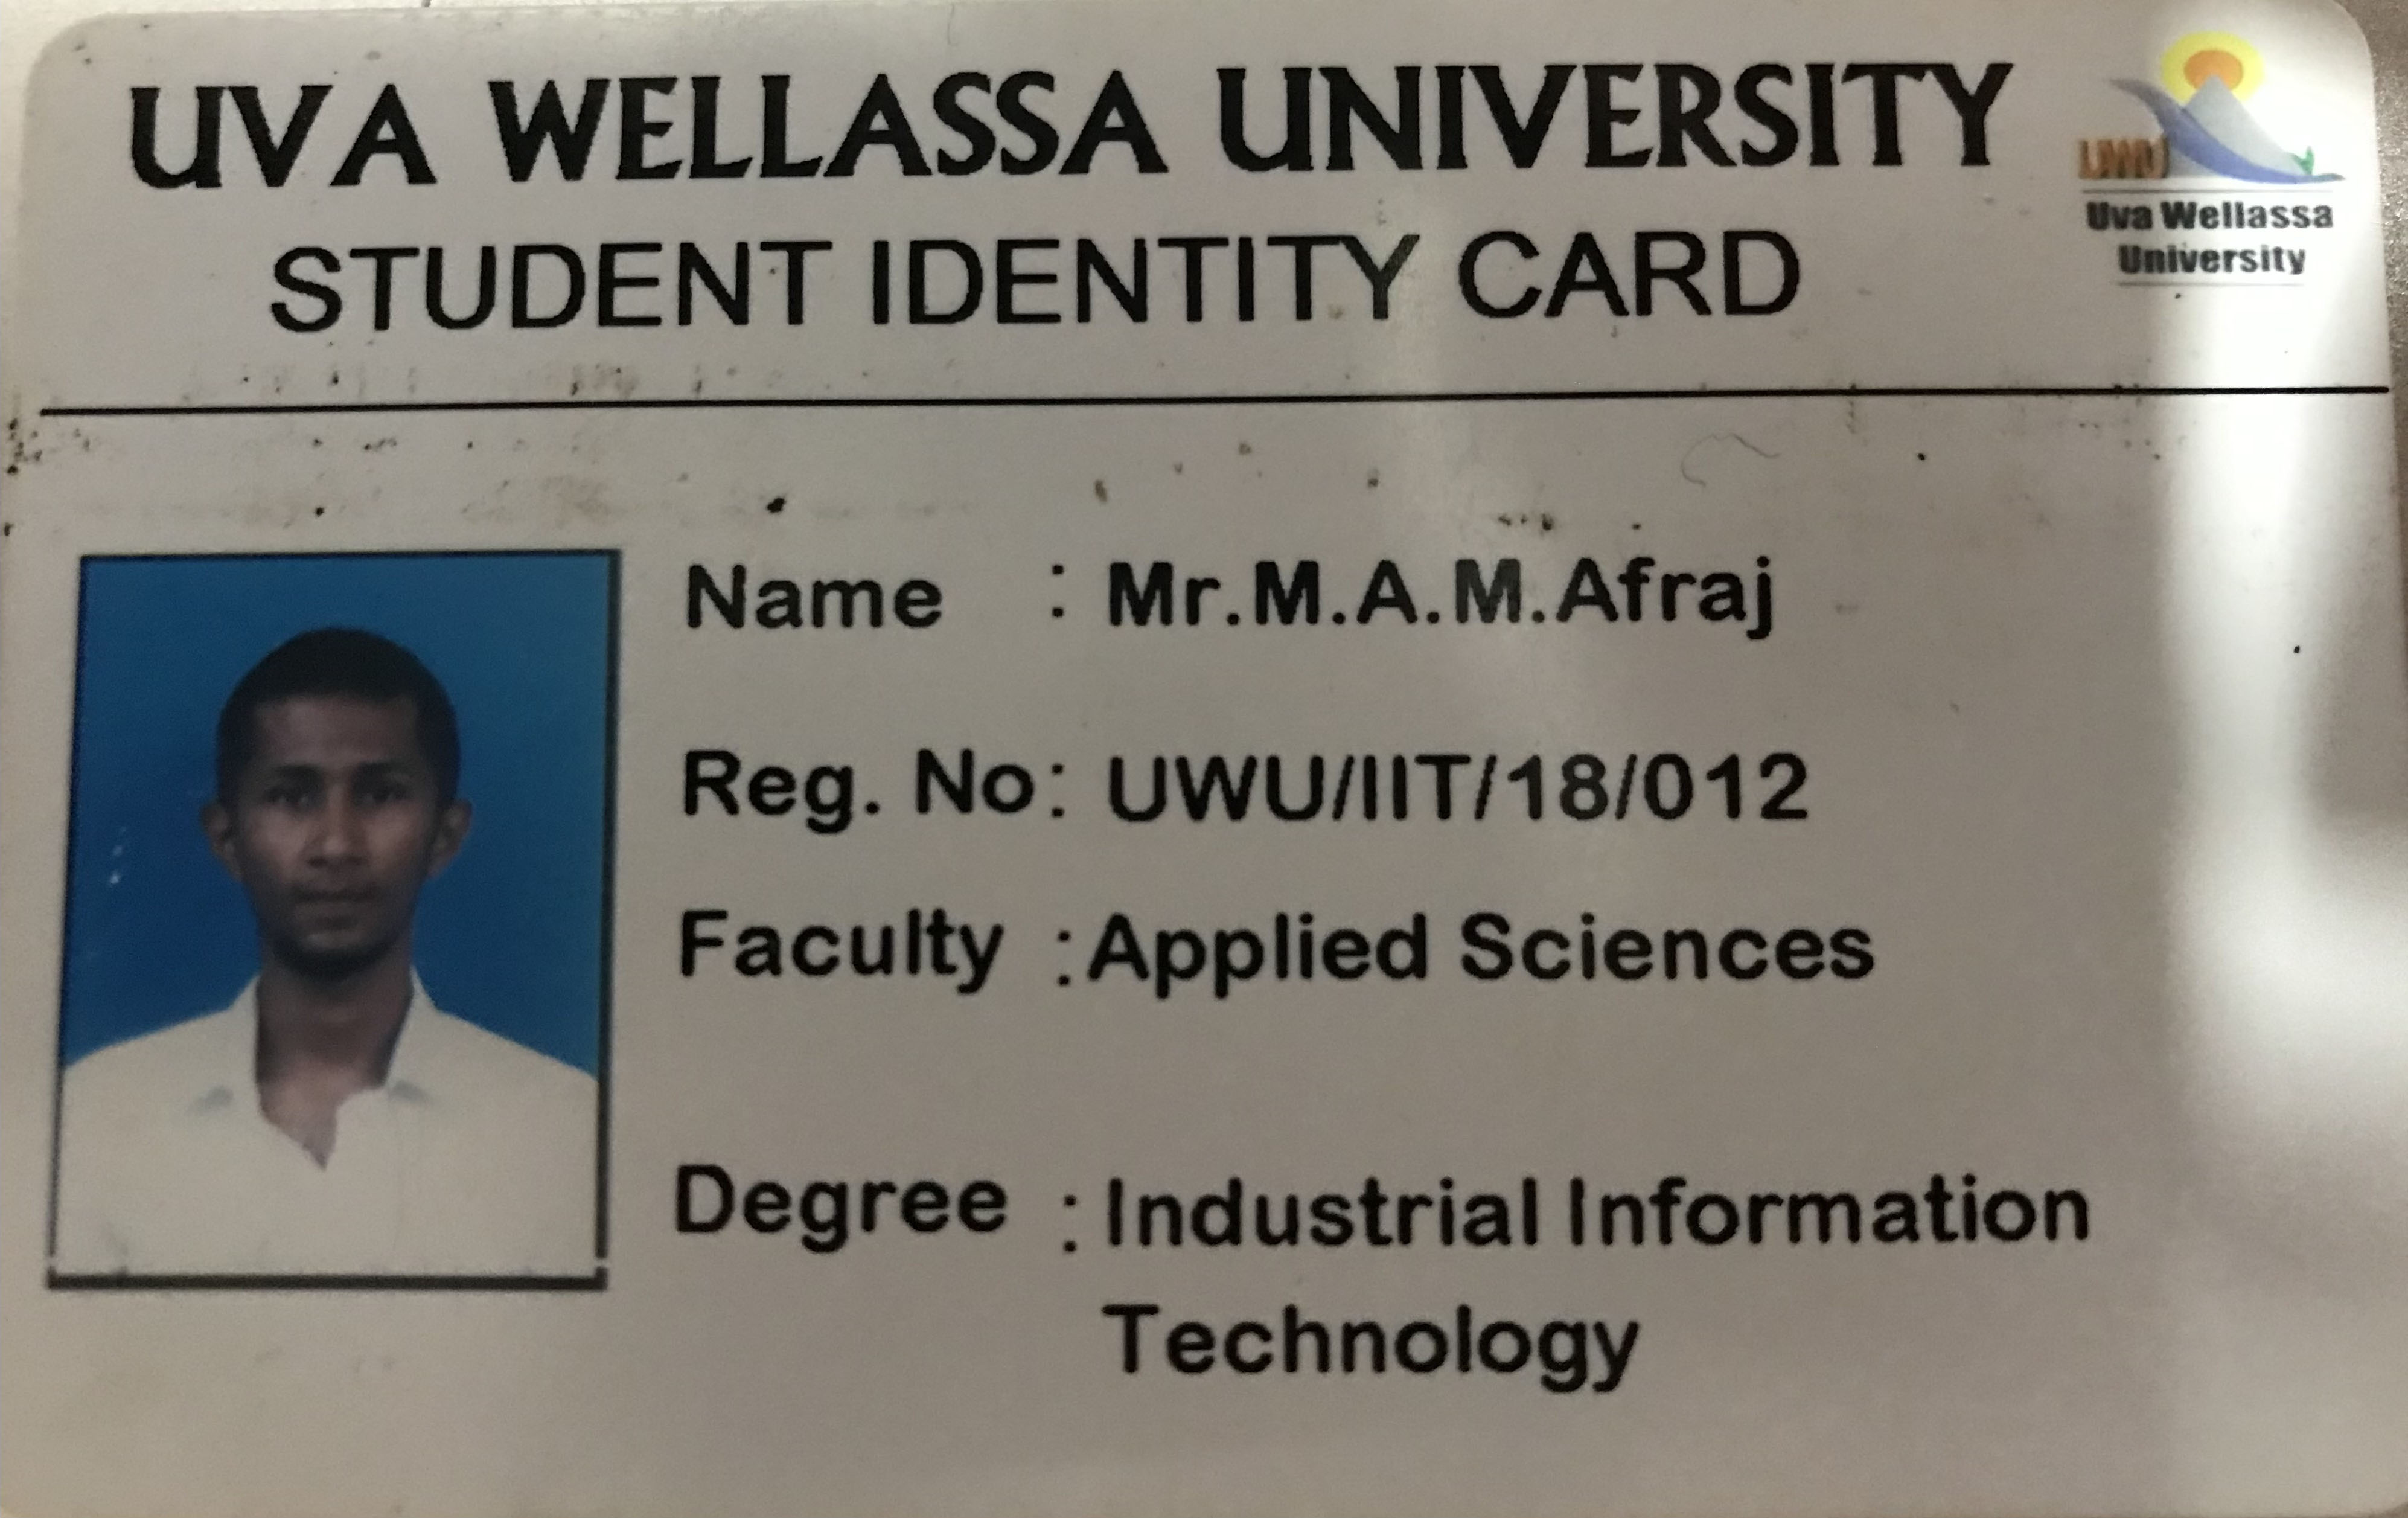 UVA WELLASSA UNIVERSITY
STUDENT IDENTITY CARD
UWU
Uva Wellassa
University
Name : Mr.M.A.M.Afraj
Reg. No: UWU/IIT/18/012
Faculty : Applied Sciences
Degree : Industrial Information
Technology